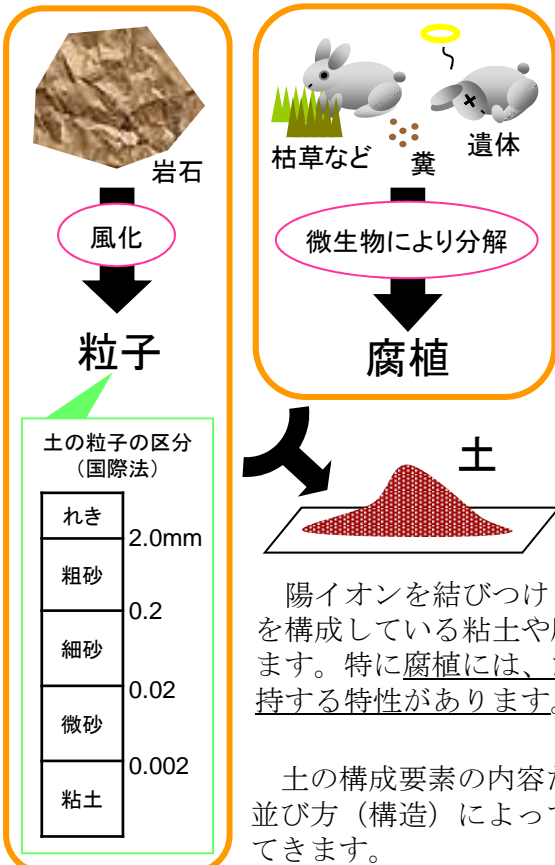 岩石
風化
粒子
土の粒子の区分
（国際法）
れき
2.0mm
粗砂
0.2
細砂
0.02
微砂
0.002
粘土
枯草など
糞
遺体
微生物により分解
腐植
土
陽イオンを結びつけ
を構成している粘土や
ます。特に腐植には、
持する特性があります。
土の構成要素の内容
並び方（構造）によって
てきます。